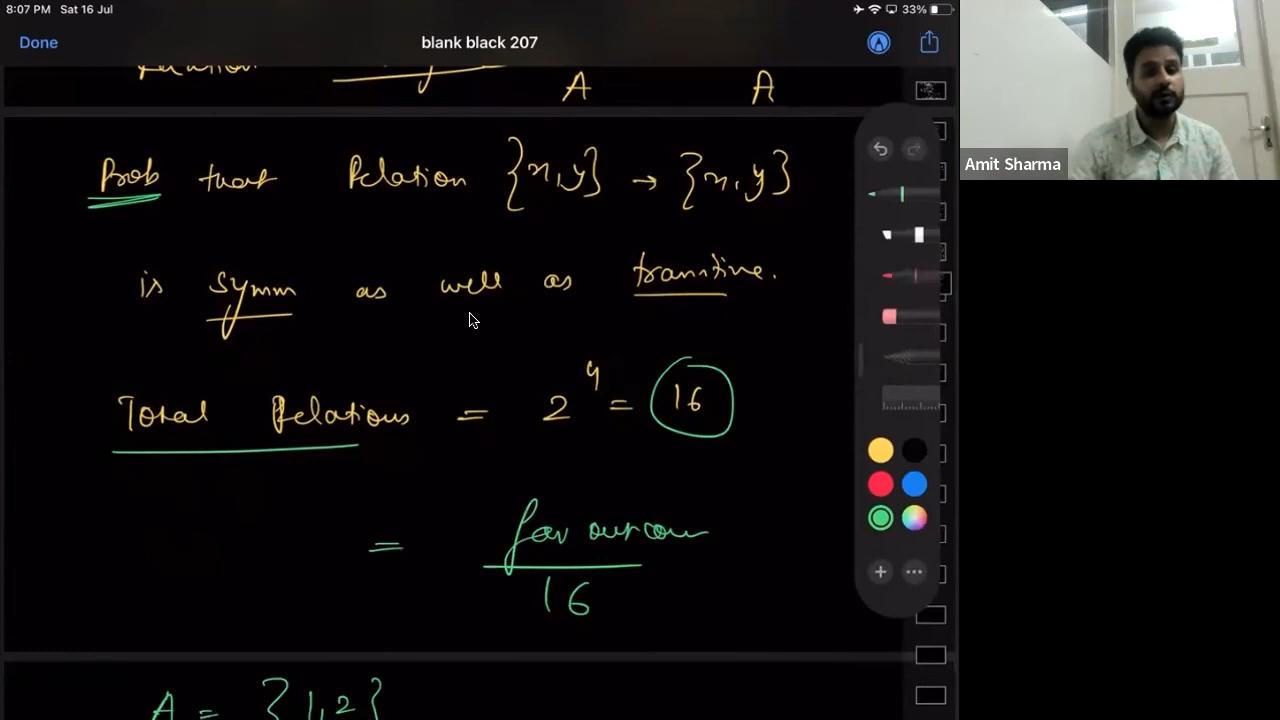 8:07 PM Sat 16 Jul
33%
Done
blank black 207
Relation
A A
Prob that Relation {x,y} → {x,y}
is symm as well as transitive.
Total Relations = 2^4 = 16
= fav outcom
16
A = {1,2}
Amit Sharma